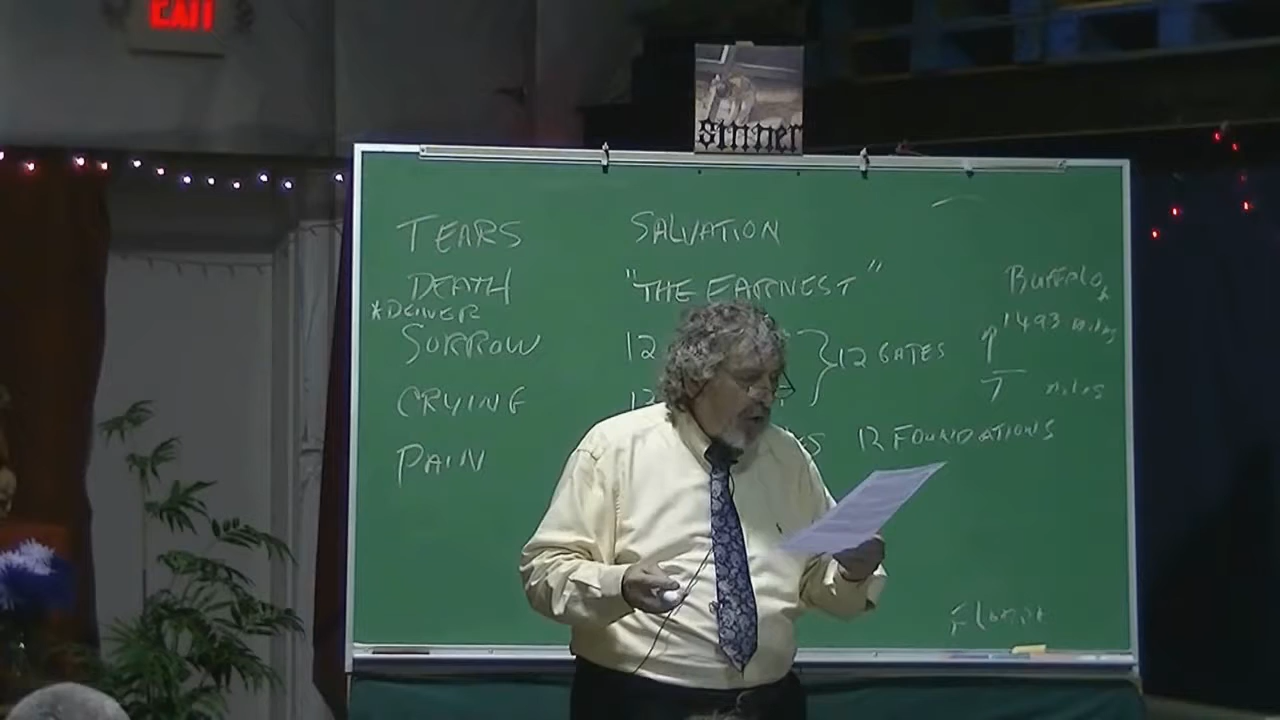 EXIT
sinner
TEARS
DEATH
*DENVER
SORROW
CRYING
PAIN
SALVATION
"THE EARNEST"
12
12
12 GATES
12 FOUNDATIONS
BUFFALO
1493 miles
miles